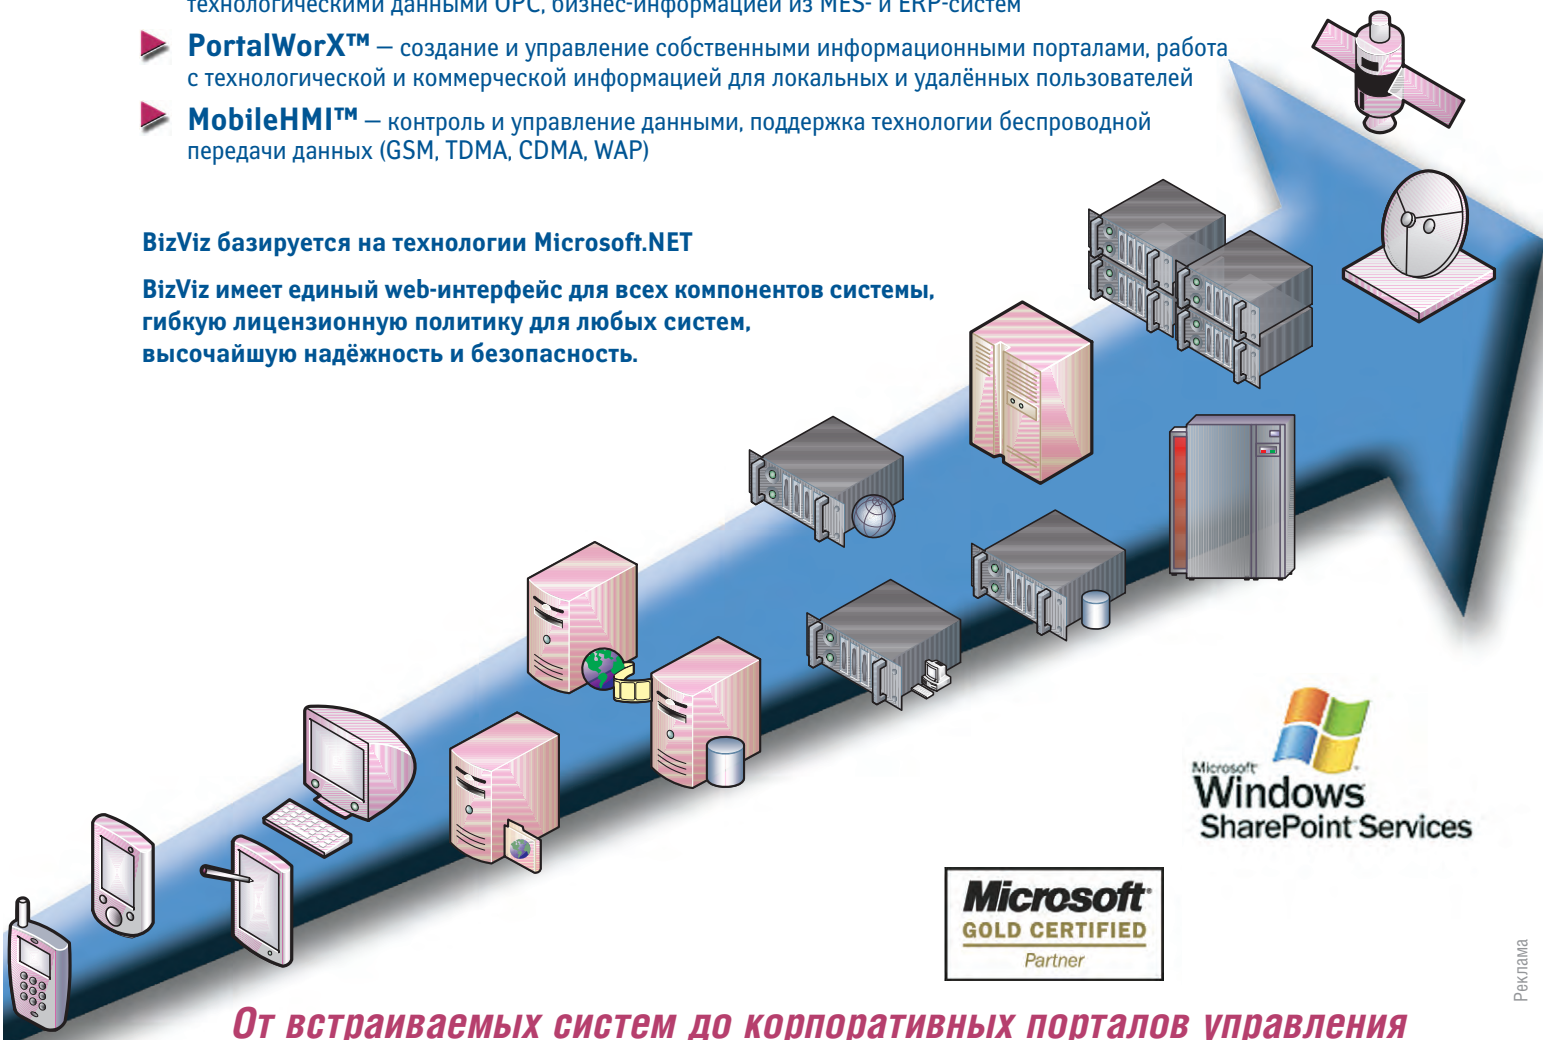 технологическими данными OPC, бизнес-информацией из MES- и ERP-систем
PortalWorX™ – создание и управление собственными информационными порталами, работа
с технологической и коммерческой информацией для локальных и удалённых пользователей
MobileHMI™ – контроль и управление данными, поддержка технологии беспроводной
передачи данных (GSM, TDMA, CDMA, WAP)
BizViz базируется на технологии Microsoft.NET
BizViz имеет единый web-интерфейс для всех компонентов системы,
гибкую лицензионную политику для любых систем,
высочайшую надёжность и безопасность.
Microsoft
Windows
SharePoint Services
Microsoft
GOLD CERTIFIED
Partner
Реклама
От встраиваемых систем до корпоративных порталов управления